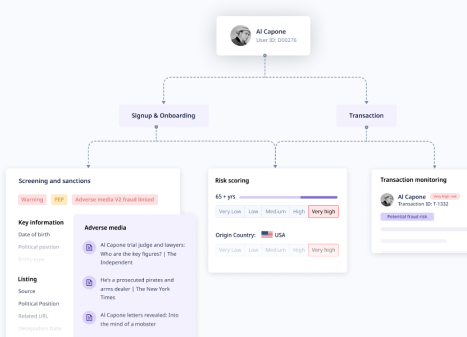 Al Capone
User ID: D00276
Signup & Onboarding
Transaction
Screening and sanctions
Warning
PEP
Adverse media V2 fraud linked
Key information
Date of birth
Political position
Entity type
Listing
Source
Political Position
Related URL
Designation Date
Adverse media
Al Capone trial judge and lawyers:
Who are the key figures? | The
Independent
He's a prosecuted pirates and
arms dealer | The New York
Times
Al Capone letters revealed: Into
the mind of a mobster
Risk scoring
65 + yrs
Very Low Low Medium High Very High
Origin Country: USA
Very Low Low Medium High Very High
Transaction monitoring
Al Capone Very high risk
Transaction ID: T-1332
Potential fraud risk